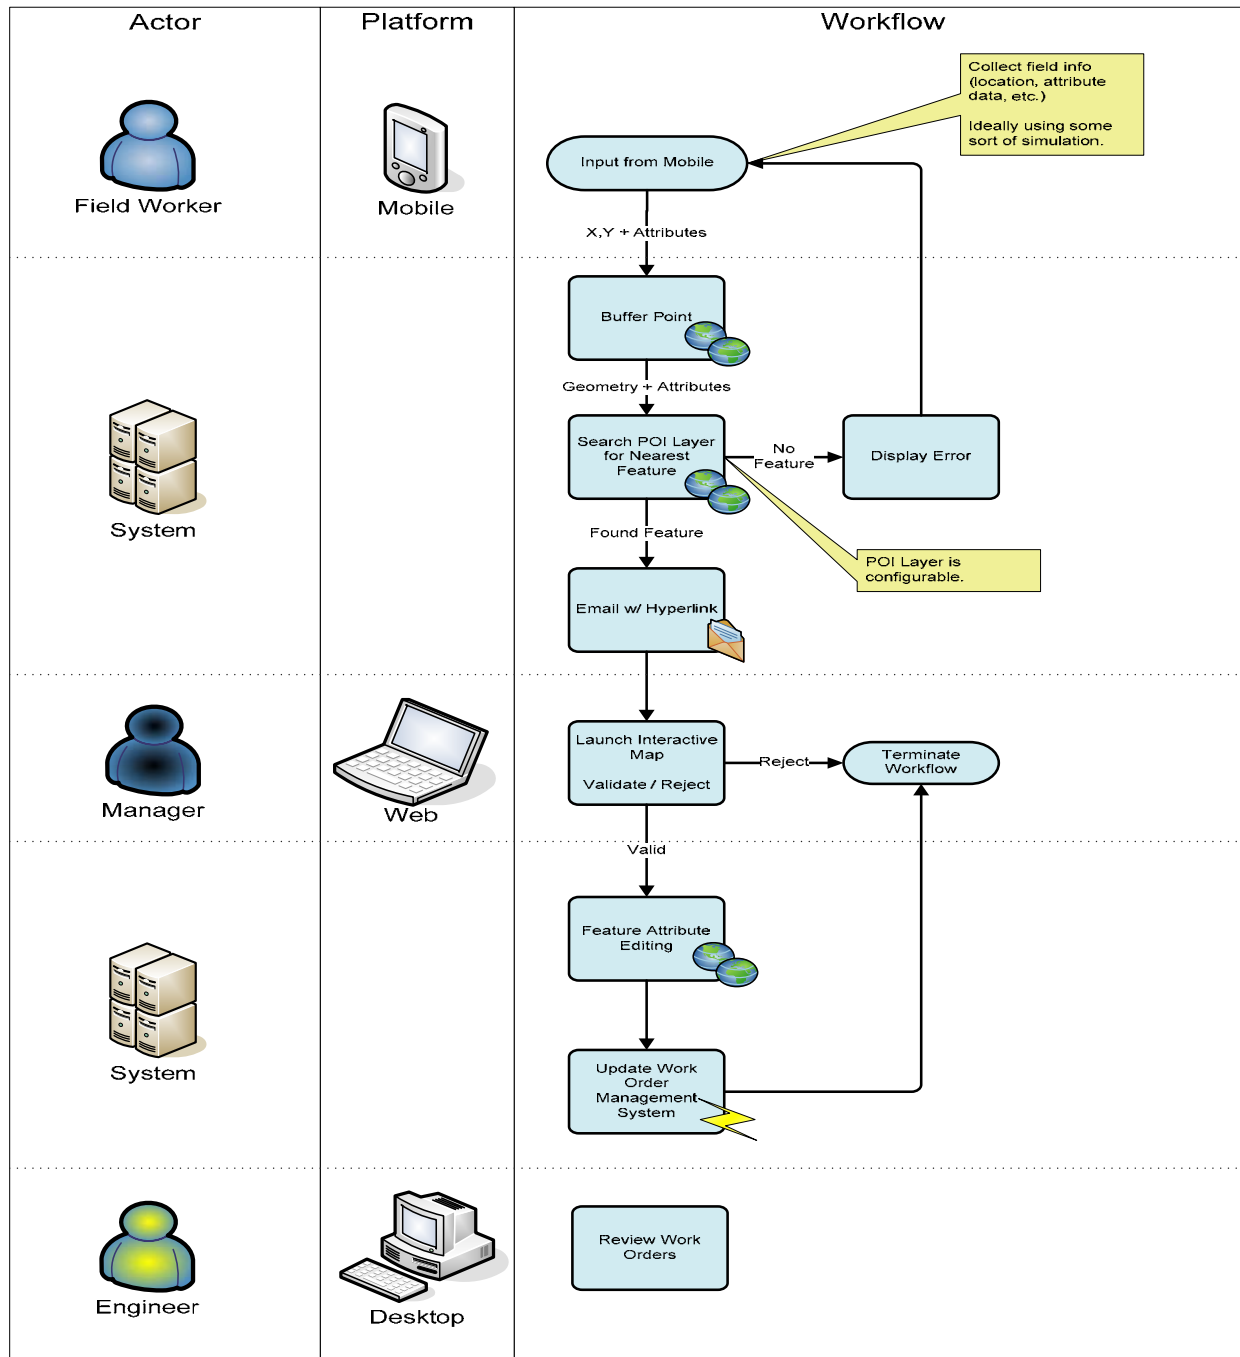 Actor
Platform
Workflow
Collect field info
(location, attribute
data, etc.)
Ideally using some
sort of simulation.
Input from Mobile
Field Worker
Mobile
X,Y + Attributes
Buffer Point
Geometry + Attributes
Search POI Layer
for Nearest
Feature
No
Feature
Display Error
System
Found Feature
POI Layer is
configurable.
Email w/ Hyperlink
Launch Interactive
Map
Validate / Reject
Reject
Terminate
Workflow
Manager
Web
Valid
Feature Attribute
Editing
System
Update Work
Order
Management
System
Review Work
Orders
Engineer
Desktop